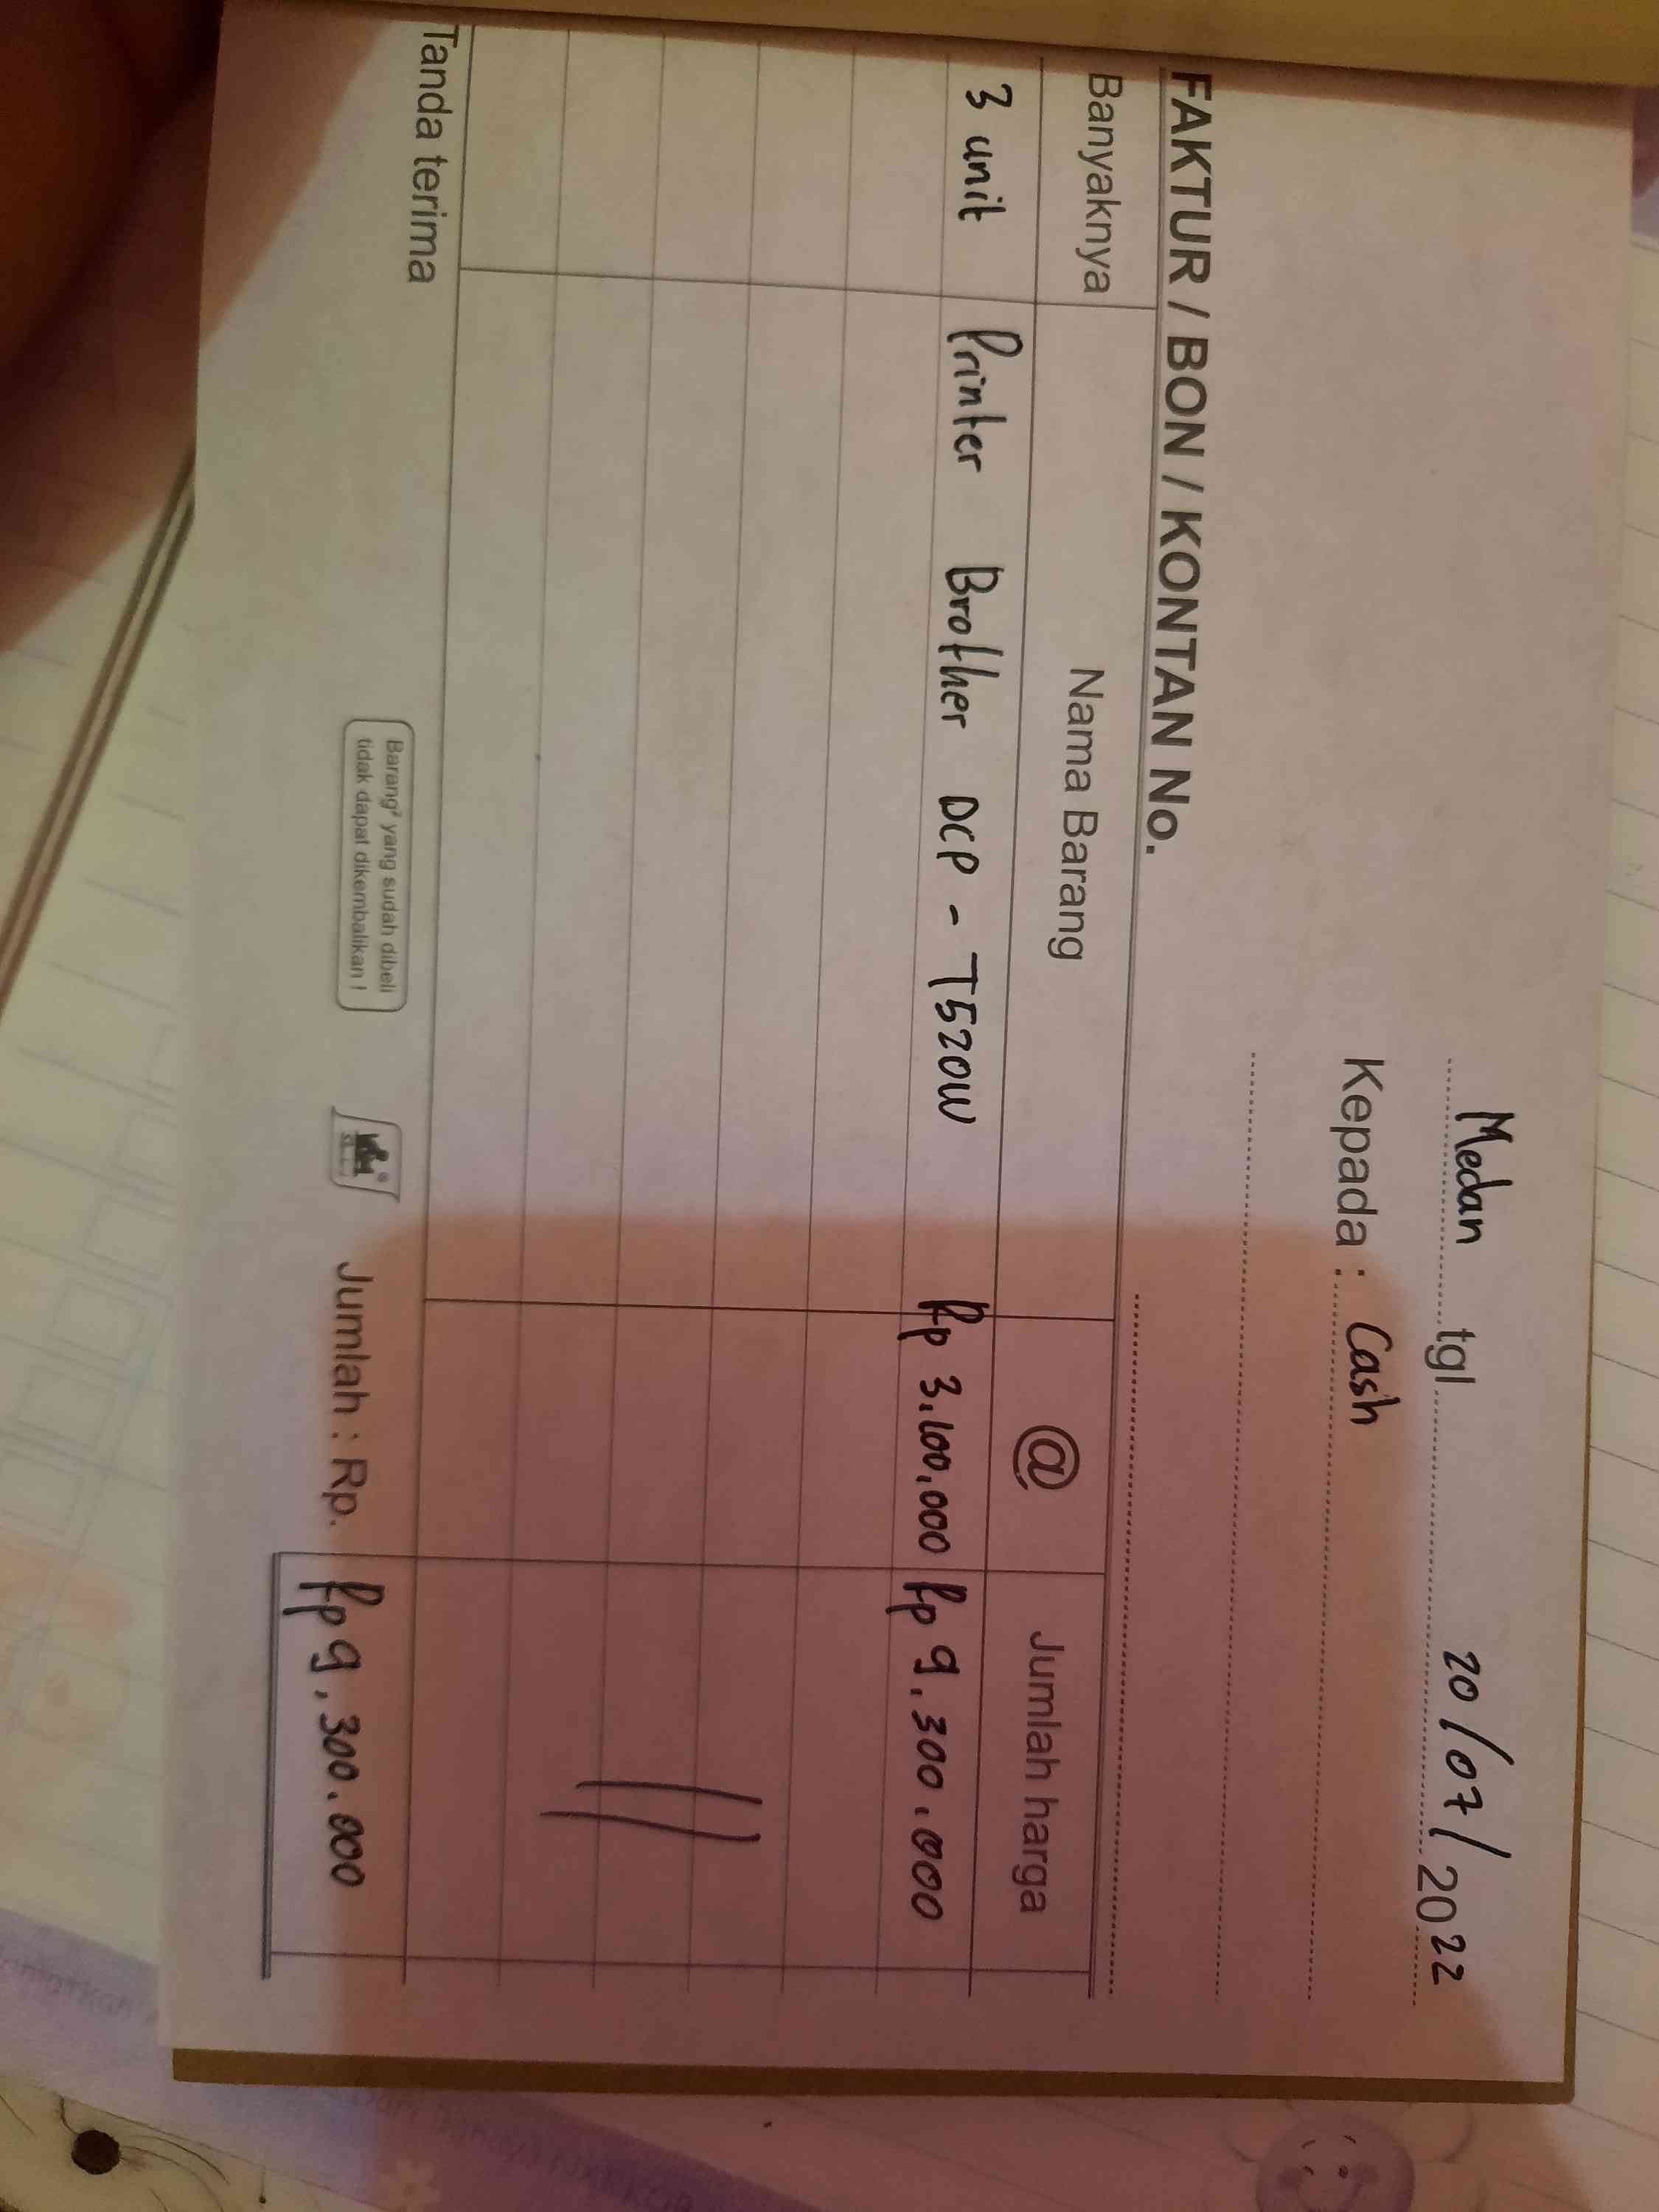 Medan tgl 20/07/2022
Kepada : Cash
FAKTUR / BON / KONTAN No.
Banyaknya Nama Barang @ Jumlah harga
3 unit Printer Brother DCP - T520W Rp 3.100.000 Rp 9.300.000
Tanda terima
Barang² yang sudah dibeli
tidak dapat dikembalikan !
Jumlah : Rp. Rp 9.300.000